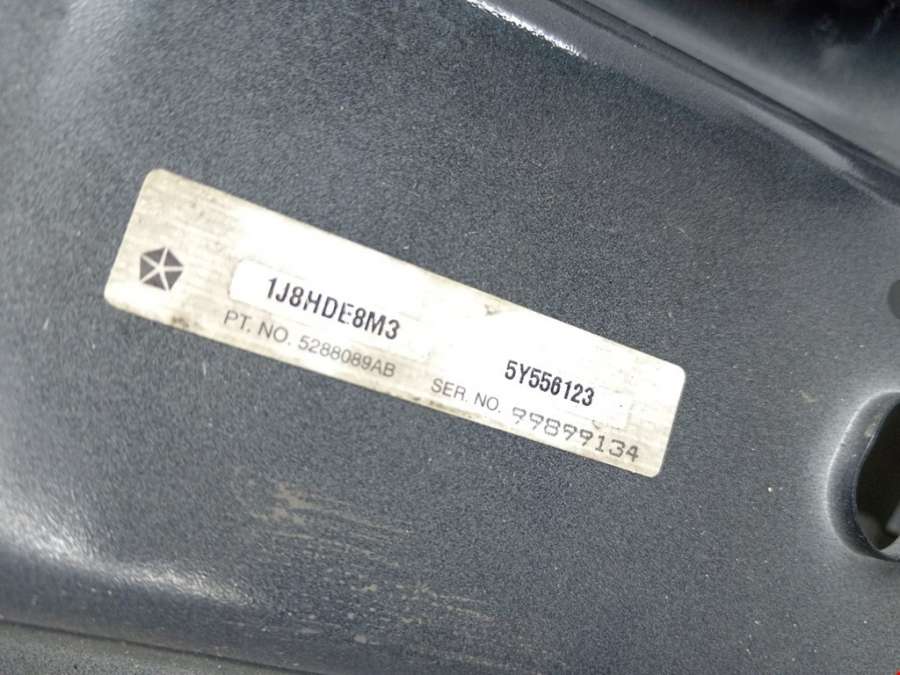 1J8HDE8M3 5Y556123
PT. NO. 5288089AB SER. NO. 99899134